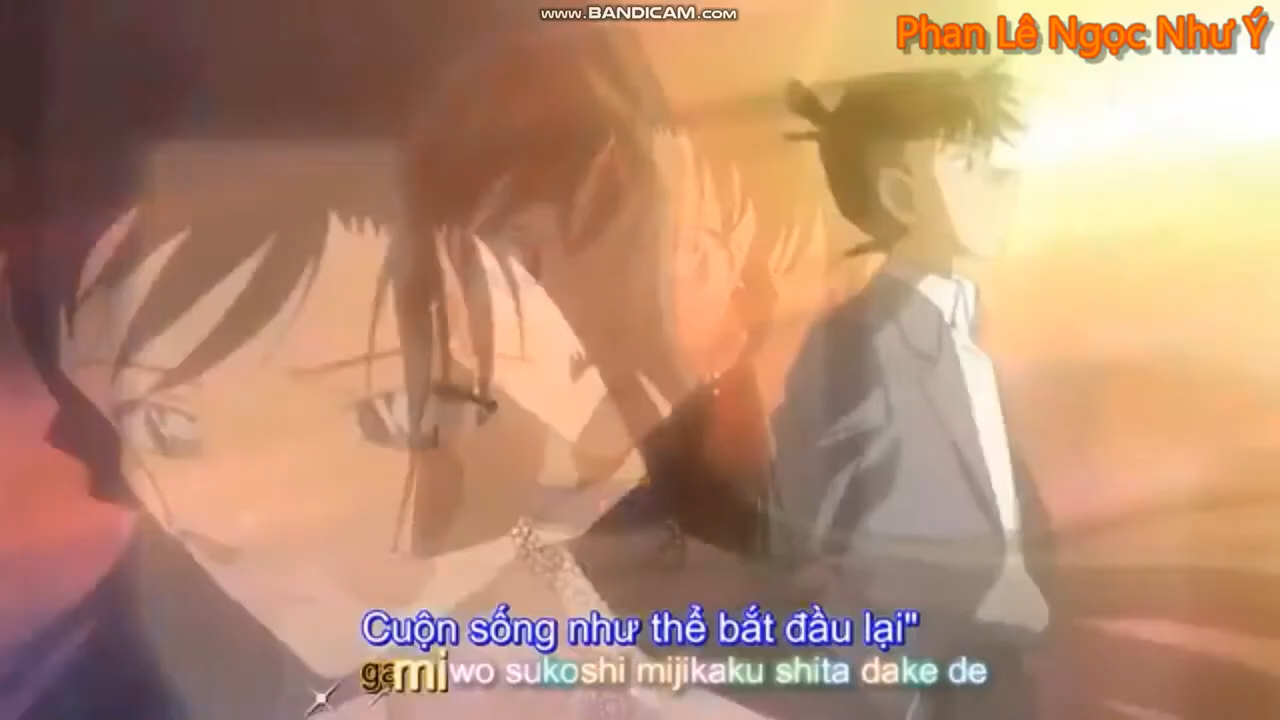 www.BANDICAM.com
Phan Lê Ngọc Như Ý
Cuộn sống như thể bắt đầu lại"
gami wo sukoshi mijikaku shita dake de